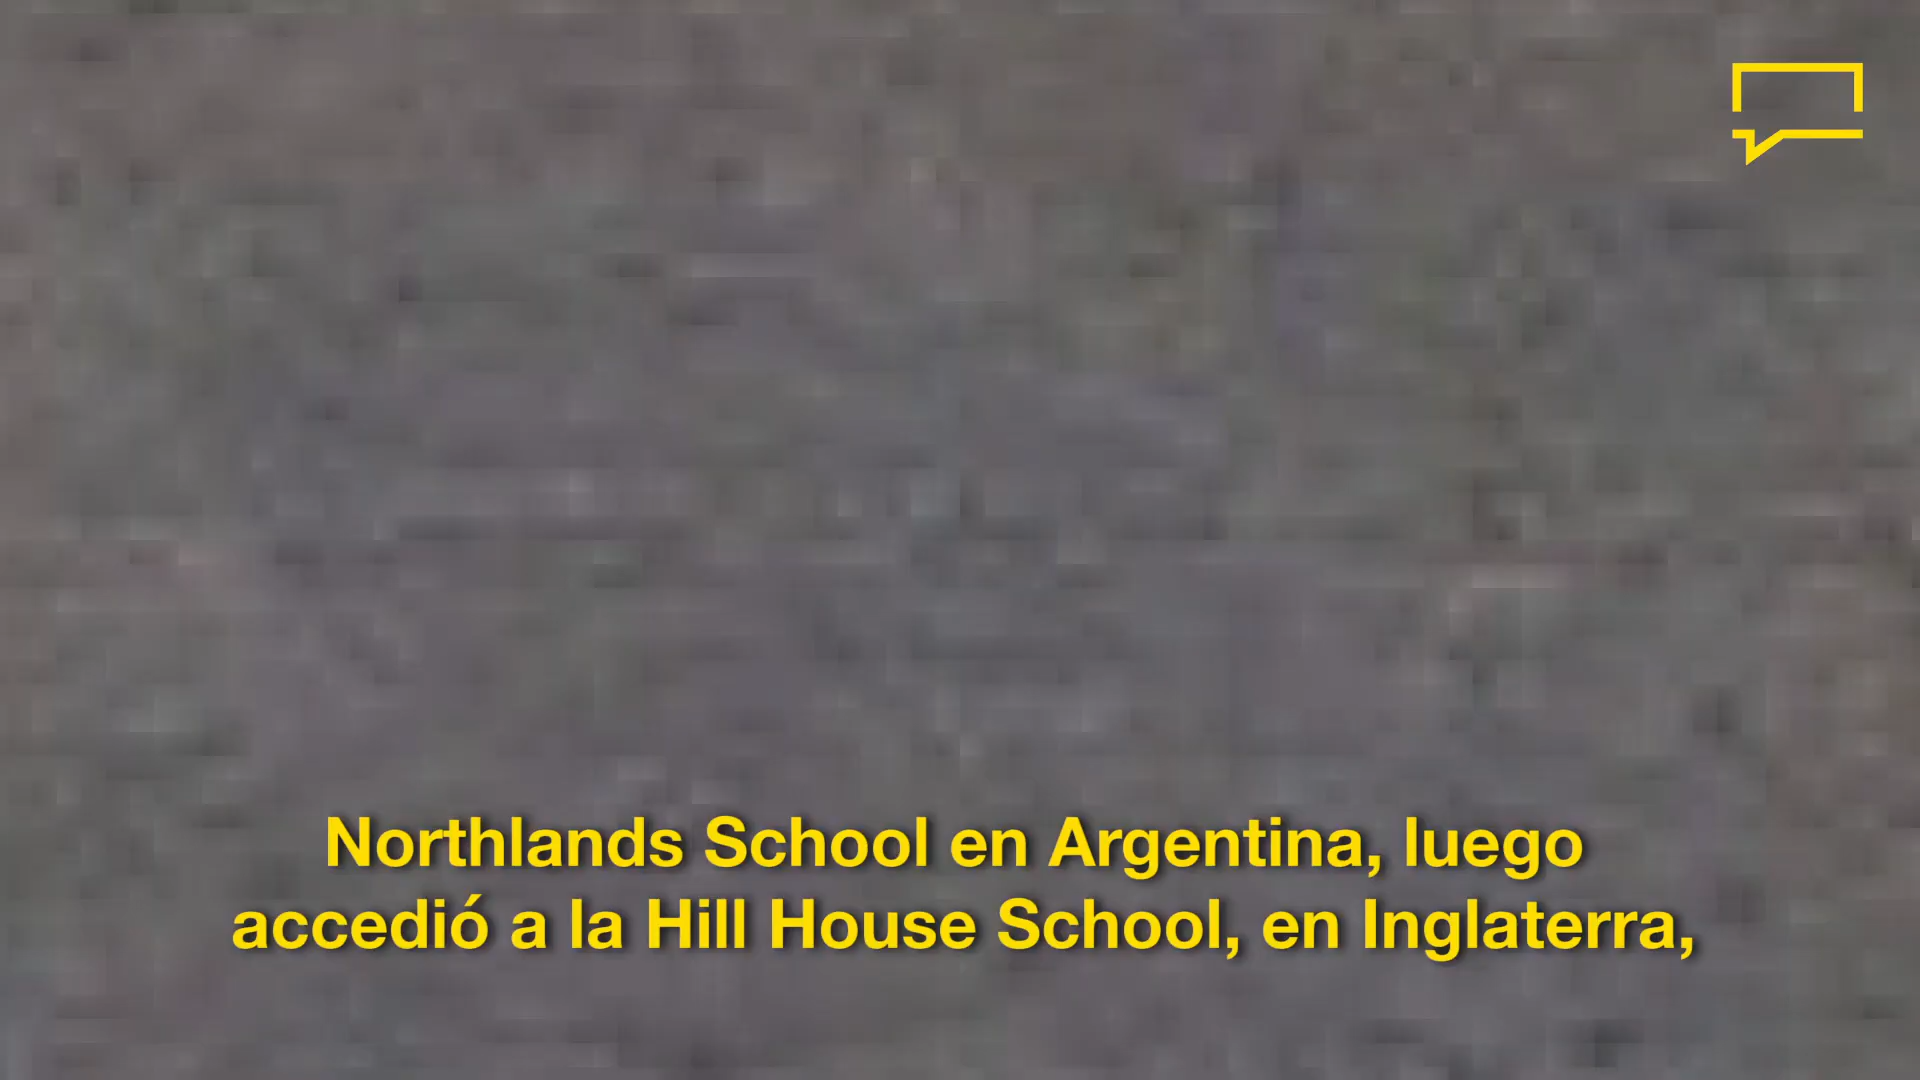 Northlands School en Argentina, luego
accedió a la Hill House School, en Inglaterra,